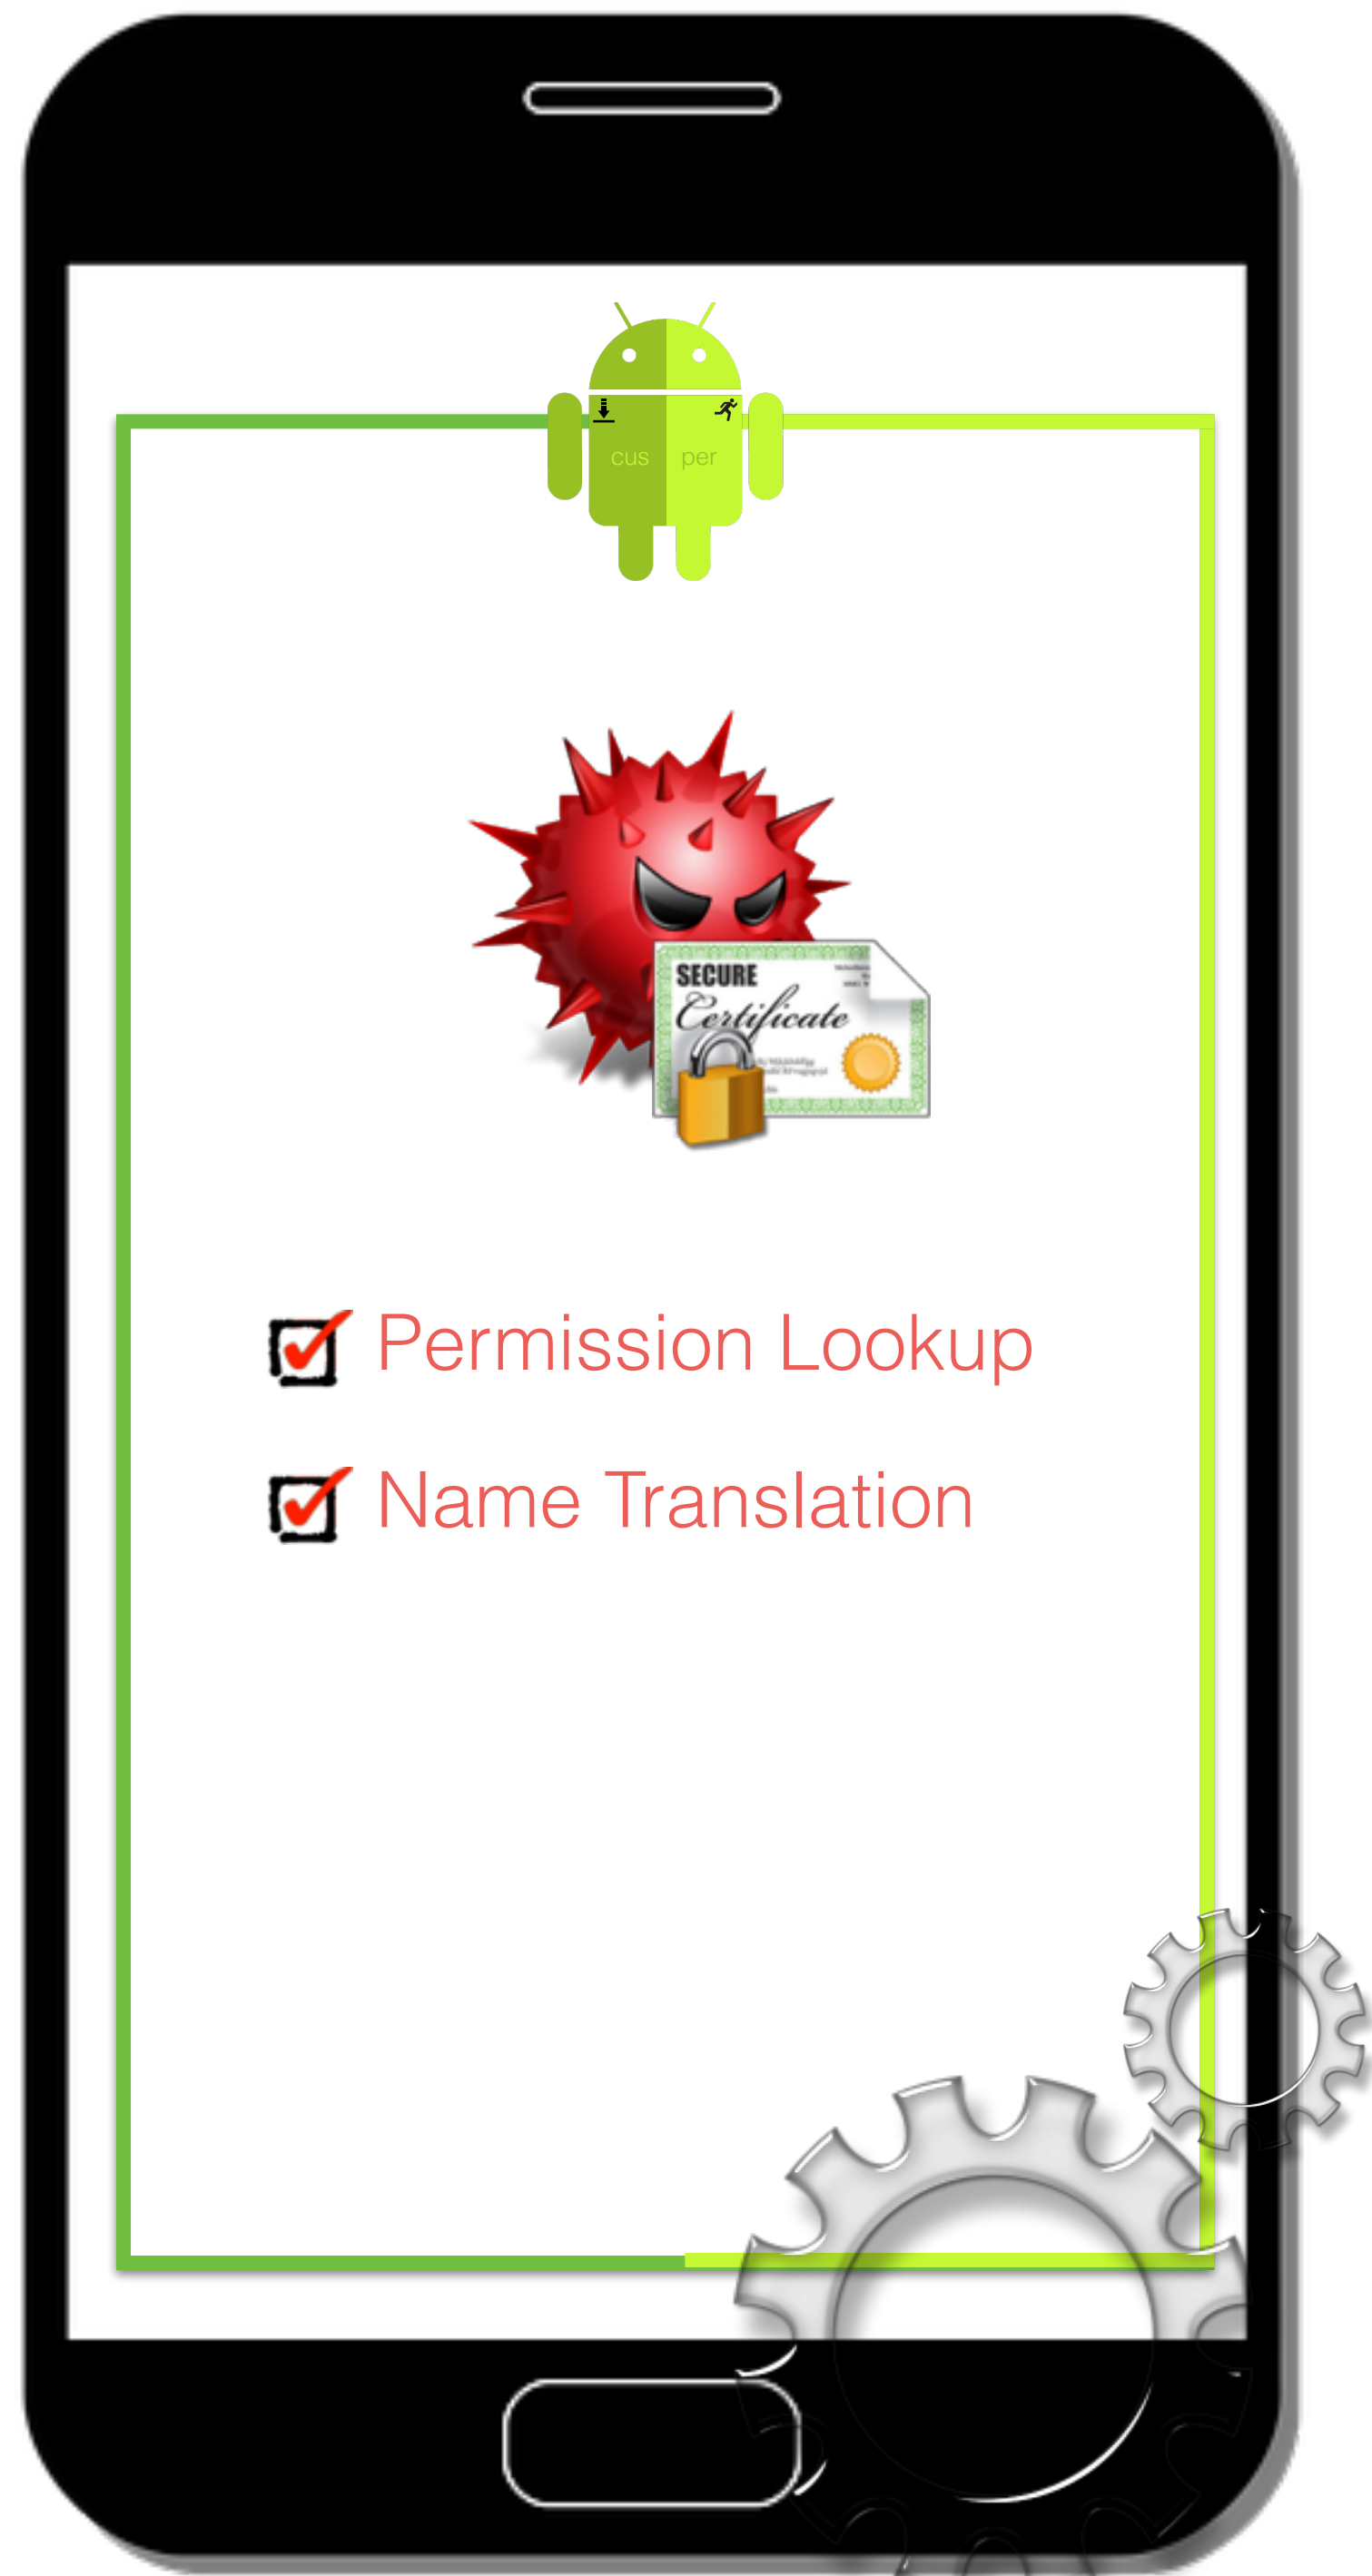 cus per
SECURE
Certificate
Permission Lookup
Name Translation